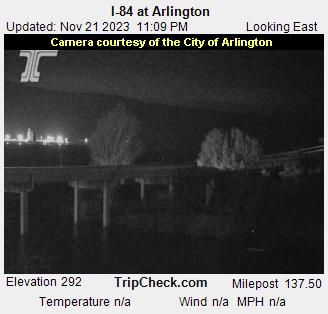 I-84 at Arlington
Updated: Nov 21 2023 11:09 PM Looking East
Camera courtesy of the City of Arlington
Elevation 292 TripCheck.com Milepost 137.50
Temperature n/a Wind n/a MPH n/a